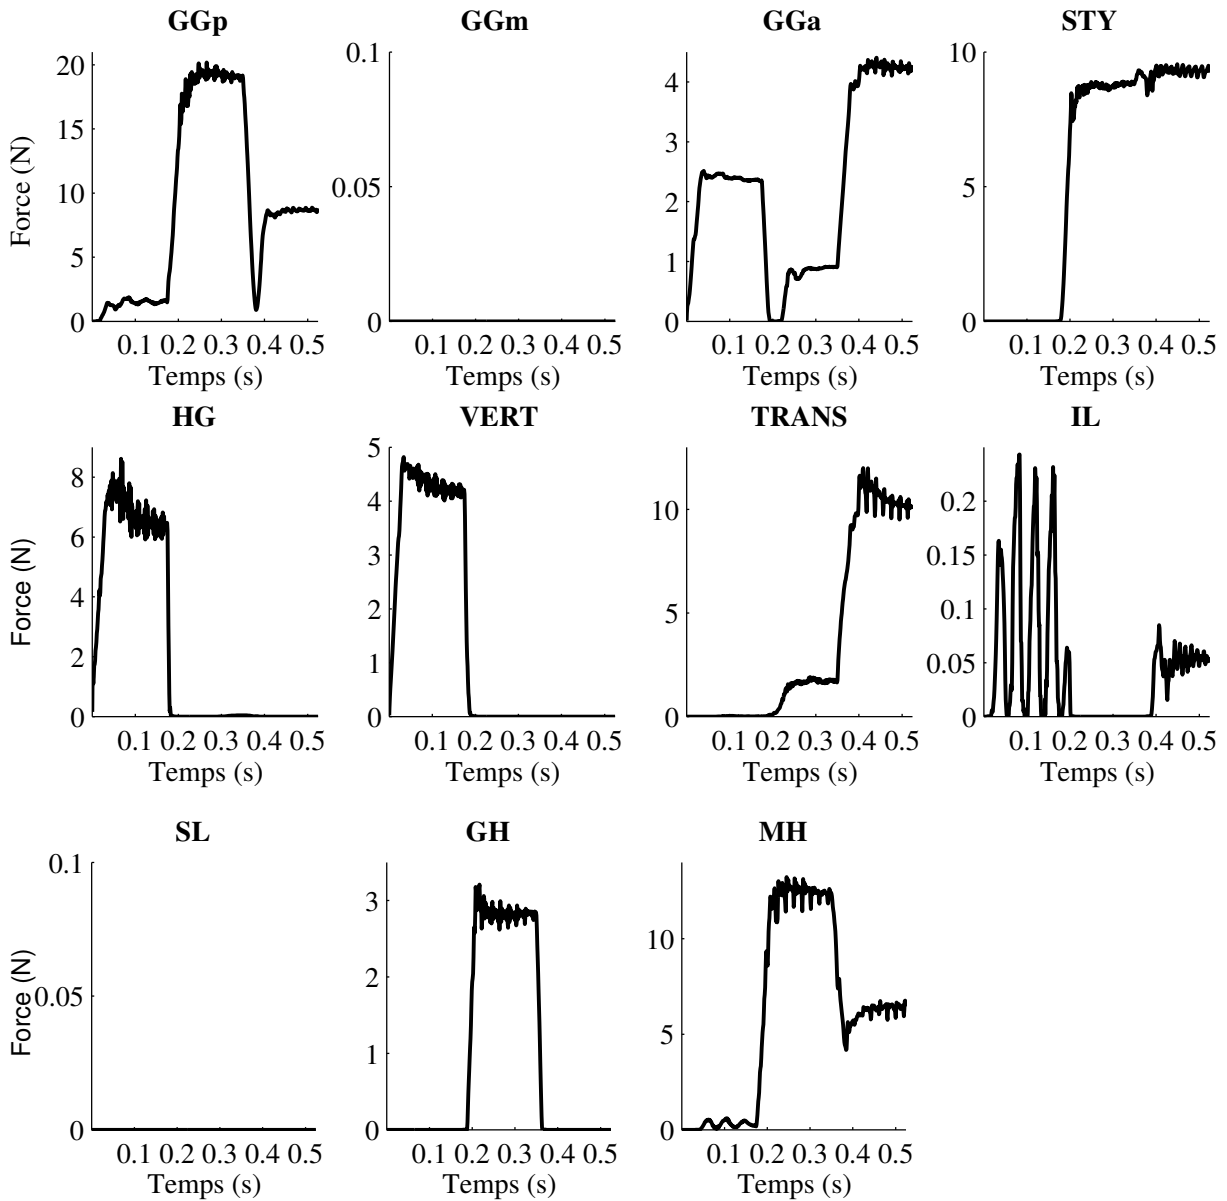 GGp GGm GGa STY
20 0.1 4 10
15 3
Force (N)
10 0.05 2 5
5 1
0 0 0 0
0.1 0.2 0.3 0.4 0.5 0.1 0.2 0.3 0.4 0.5 0.1 0.2 0.3 0.4 0.5 0.1 0.2 0.3 0.4 0.5
Temps (s) Temps (s) Temps (s) Temps (s)
HG VERT TRANS IL
8 5 10 0.2
6 4 0.15
Force (N)
4 3 5 0.1
2 2 0.05
1
0 0 0 0
0.1 0.2 0.3 0.4 0.5 0.1 0.2 0.3 0.4 0.5 0.1 0.2 0.3 0.4 0.5 0.1 0.2 0.3 0.4 0.5
Temps (s) Temps (s) Temps (s) Temps (s)
SL GH MH
0.1 3 10
Force (N)
0.05 2 5
1
0 0 0
0.1 0.2 0.3 0.4 0.5 0.1 0.2 0.3 0.4 0.5 0.1 0.2 0.3 0.4 0.5
Temps (s) Temps (s) Temps (s)